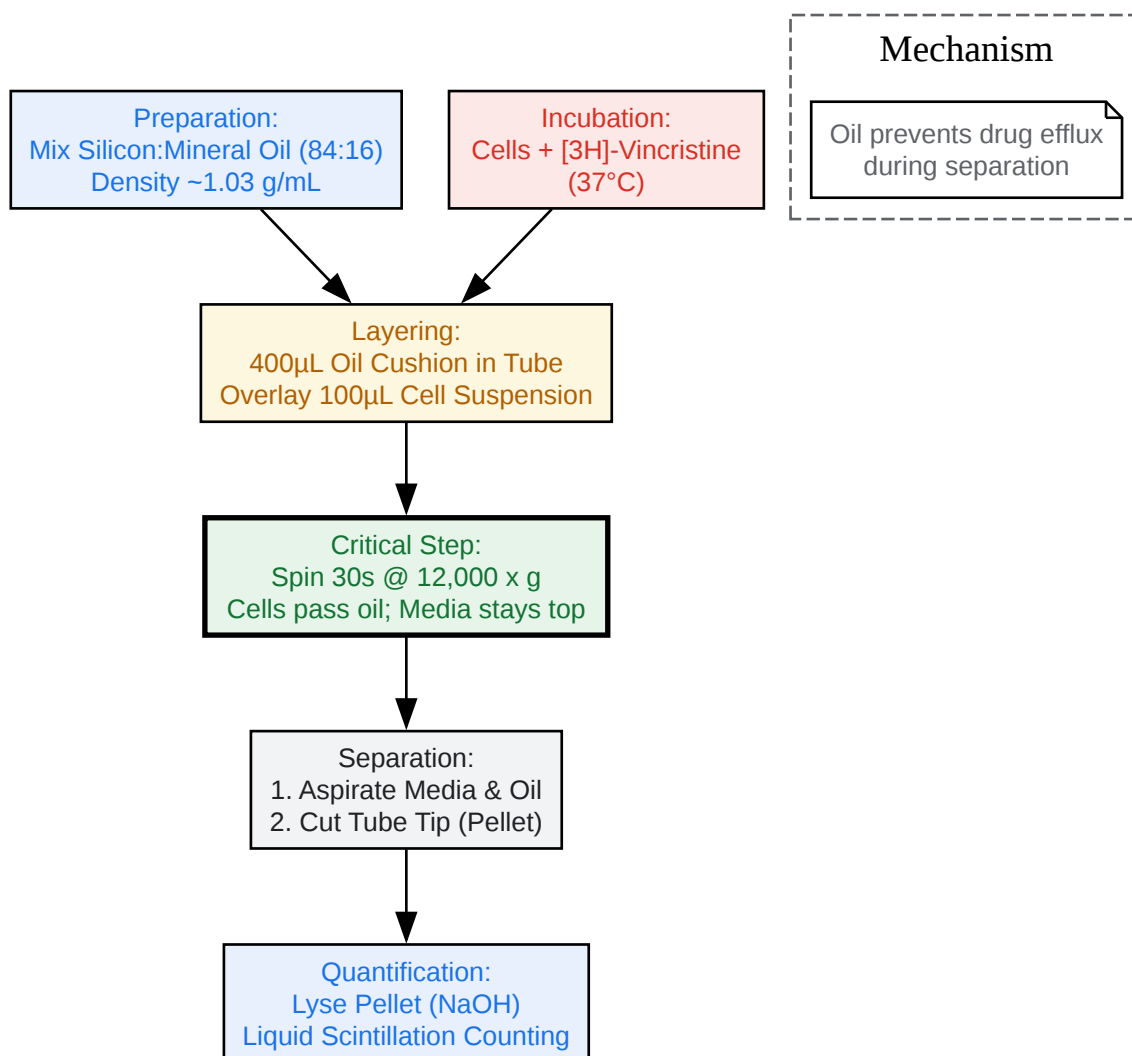 Mechanism
Oil prevents drug efflux
during separation
Preparation:
Mix Silicon:Mineral Oil (84:16)
Density ~1.03 g/mL
Incubation:
Cells + [3H]-Vincristine
(37°C)
Layering:
400µL Oil Cushion in Tube
Overlay 100µL Cell Suspension
Critical Step:
Spin 30s @ 12,000 x g
Cells pass oil; Media stays top
Separation:
1. Aspirate Media & Oil
2. Cut Tube Tip (Pellet)
Quantification:
Lyse Pellet (NaOH)
Liquid Scintillation Counting